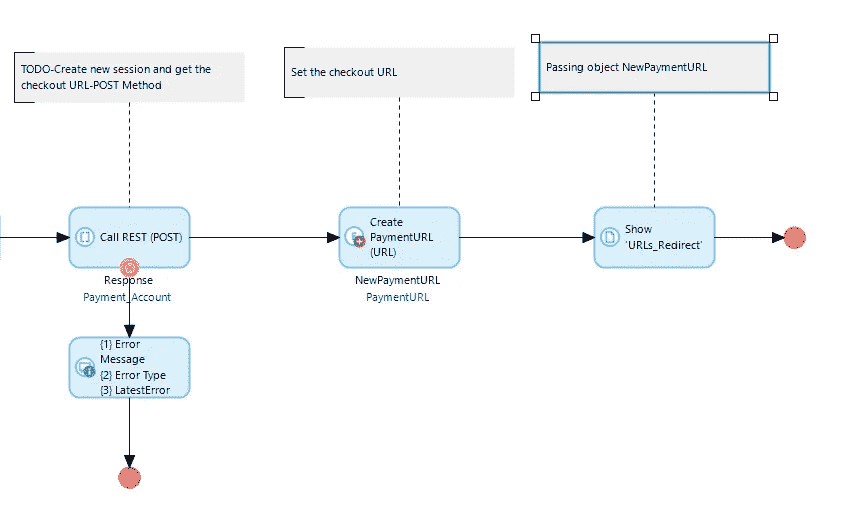 TODO-Create new session and get the
checkout URL-POST Method
Set the checkout URL
Passing object NewPaymentURL
Call REST (POST)
Response
Payment_Account
Create
PaymentURL
(URL)
NewPaymentURL
PaymentURL
Show
'URLs_Redirect'
{1} Error
Message
{2} Error Type
{3} LatestError